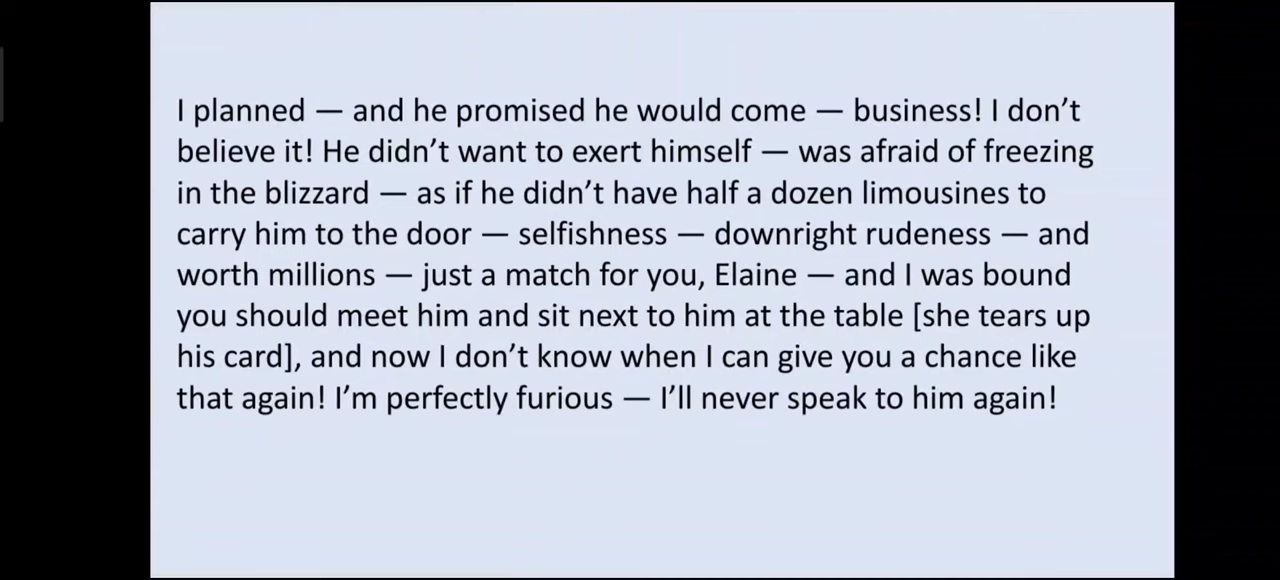 I planned — and he promised he would come — business! I don’t
believe it! He didn’t want to exert himself — was afraid of freezing
in the blizzard — as if he didn’t have half a dozen limousines to
carry him to the door — selfishness — downright rudeness — and
worth millions — just a match for you, Elaine — and I was bound
you should meet him and sit next to him at the table [she tears up
his card], and now I don’t know when I can give you a chance like
that again! I’m perfectly furious — I’ll never speak to him again!